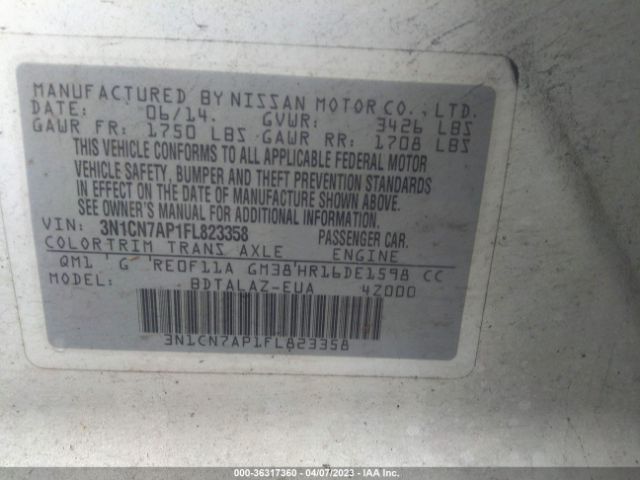 MANUFACTURED BY NISSAN MOTOR CO., LTD.
DATE: 06/14. GVWR: 3426 LBS
GAWR FR: 1750 LBS GAWR RR: 1708 LBS
THIS VEHICLE CONFORMS TO ALL APPLICABLE FEDERAL MOTOR
VEHICLE SAFETY, BUMPER AND THEFT PREVENTION STANDARDS
IN EFFECT ON THE DATE OF MANUFACTURE SHOWN ABOVE.
SEE OWNER'S MANUAL FOR ADDITIONAL INFORMATION.
VIN: 3N1CN7AP1FL823358 PASSENGER CAR.
COLOR TRIM TRANS AXLE ENGINE
QM1 ' G 'RE0F11A GM38'HR16DE1598 CC
MODEL: BDTALAZ-EUA 4Z000
3N1CN7AP1FL823358
000-36317360 - 04/07/2023 - IAA Inc.